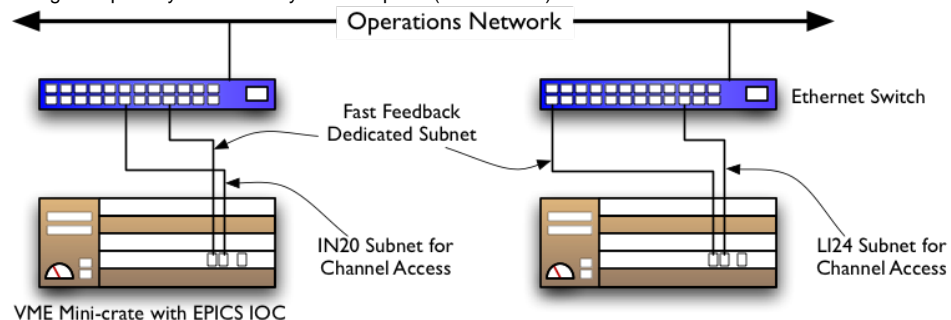 Operations Network
Ethernet Switch
Fast Feedback
Dedicated Subnet
IN20 Subnet for
Channel Access
LI24 Subnet for
Channel Access
VME Mini-crate with EPICS IOC